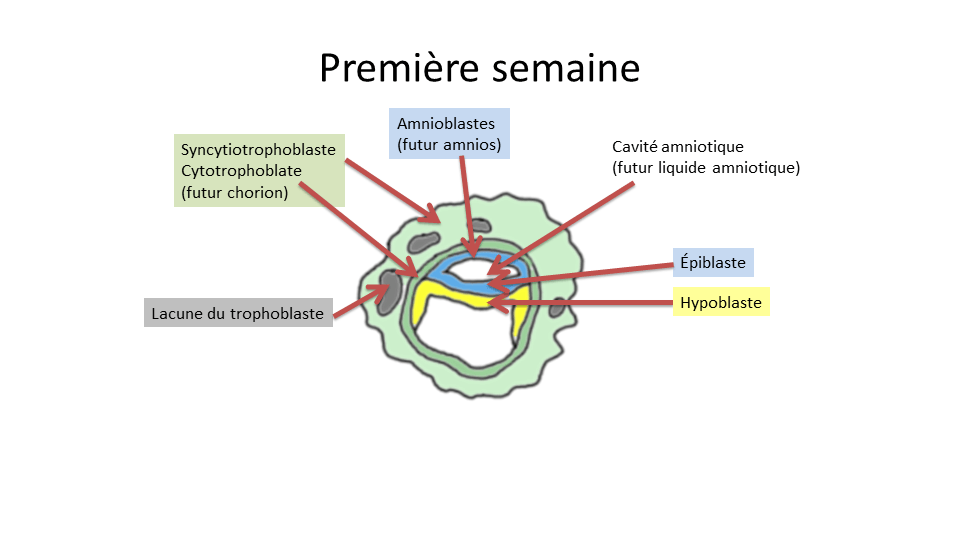 Première semaine
Amnioblastes
(futur amnios)
Syncytiotrophoblaste
Cytotrophoblate
(futur chorion)
Cavité amniotique
(futur liquide amniotique)
Épiblaste
Hypoblaste
Lacune du trophoblaste